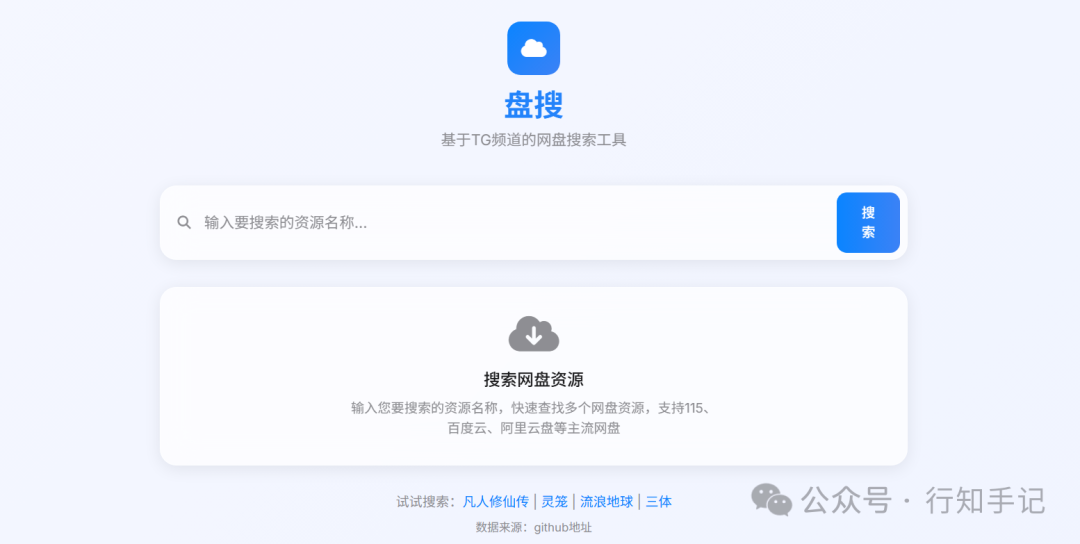 盘搜
基于TG频道的网盘搜索工具
输入要搜索的资源名称...
搜
索
搜索网盘资源
输入您要搜索的资源名称，快速查找多个网盘资源，支持115、
百度云、阿里云盘等主流网盘
试试搜索：凡人修仙传 | 灵笼 | 流浪地球 | 三体
数据来源：github地址
公众号 · 行知手记